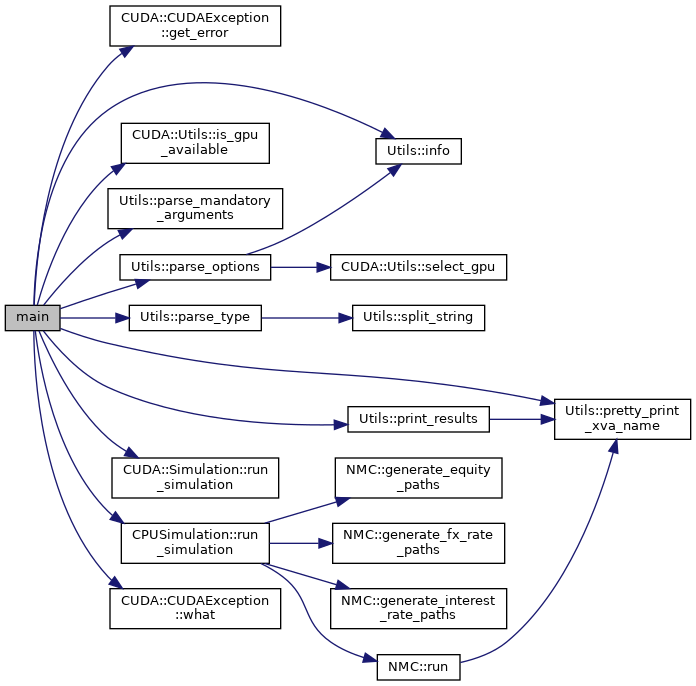 CUDA::CUDAException
::get_error
CUDA::Utils::is_gpu
_available
Utils::info
Utils::parse_mandatory
_arguments
Utils::parse_options
CUDA::Utils::select_gpu
main
Utils::parse_type
Utils::split_string
Utils::print_results
Utils::pretty_print
_xva_name
CUDA::Simulation::run
_simulation
NMC::generate_equity
_paths
CPUSimulation::run
_simulation
NMC::generate_fx_rate
_paths
CUDA::CUDAException
::what
NMC::generate_interest
_rate_paths
NMC::run